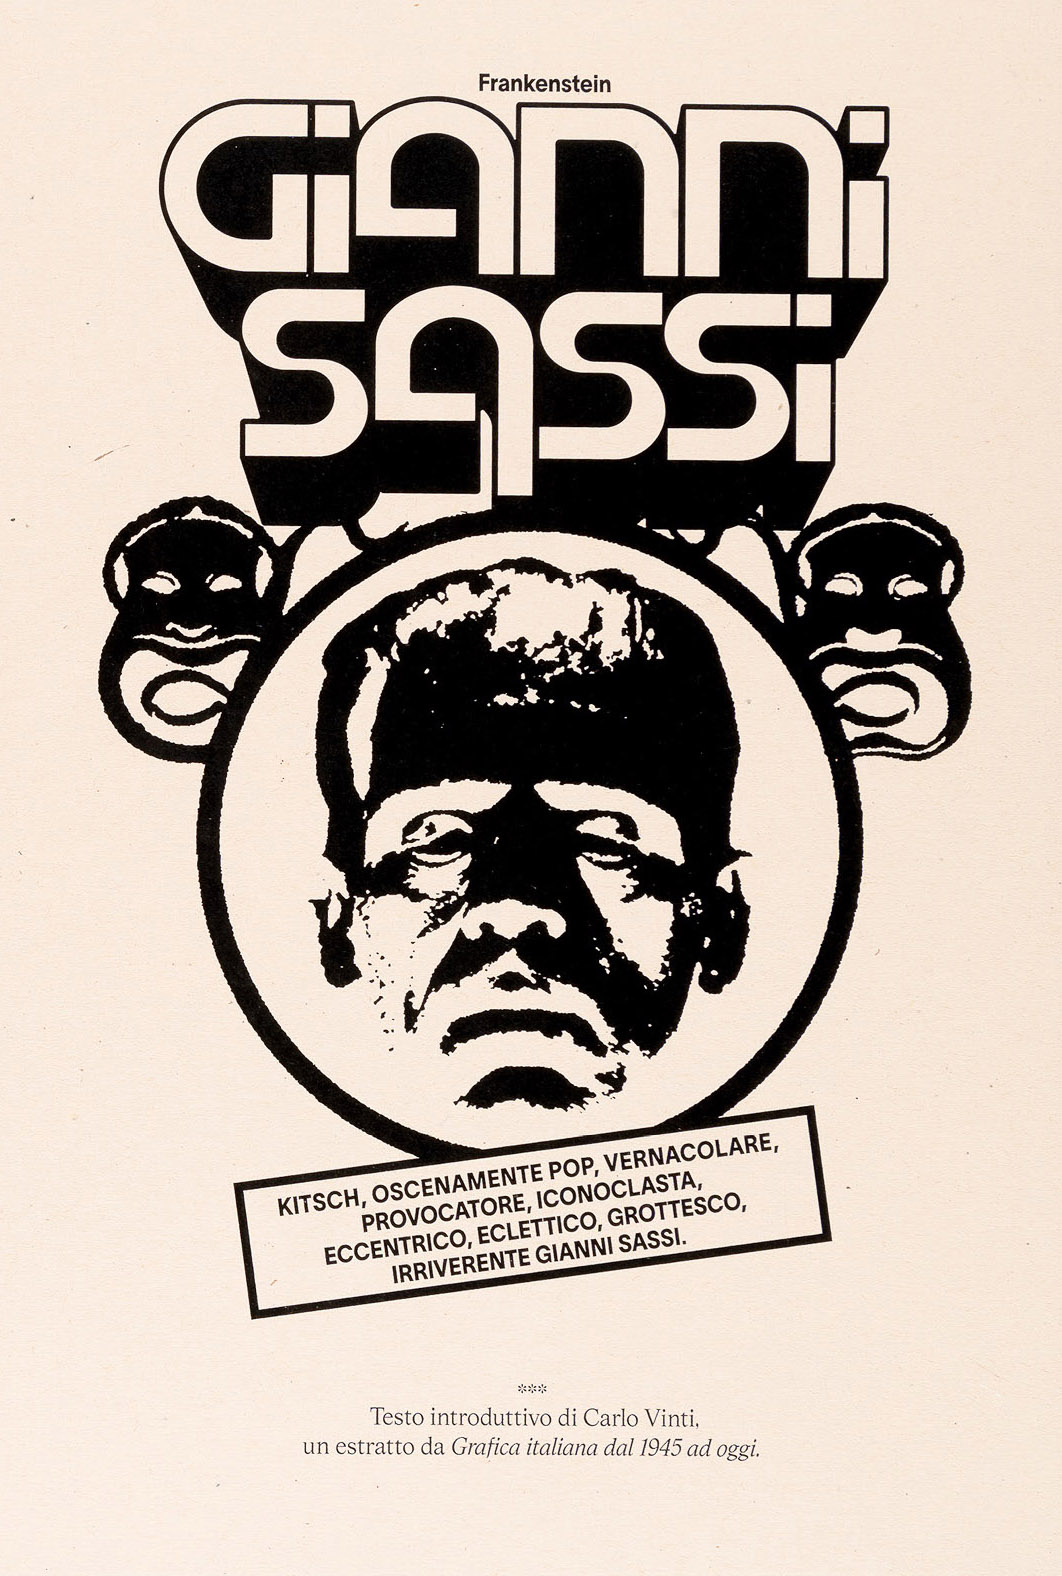 Frankenstein
Gianni
Sassi
KITSCH, OSCENAMENTE POP, VERNACOLARE,
PROVOCATORE, ICONOCLASTA,
ECCENTRICO, ECLETTICO, GROTTESCO,
IRRIVERENTE GIANNI SASSI.
***
Testo introduttivo di Carlo Vinti,
un estratto da Grafica italiana dal 1945 ad oggi.